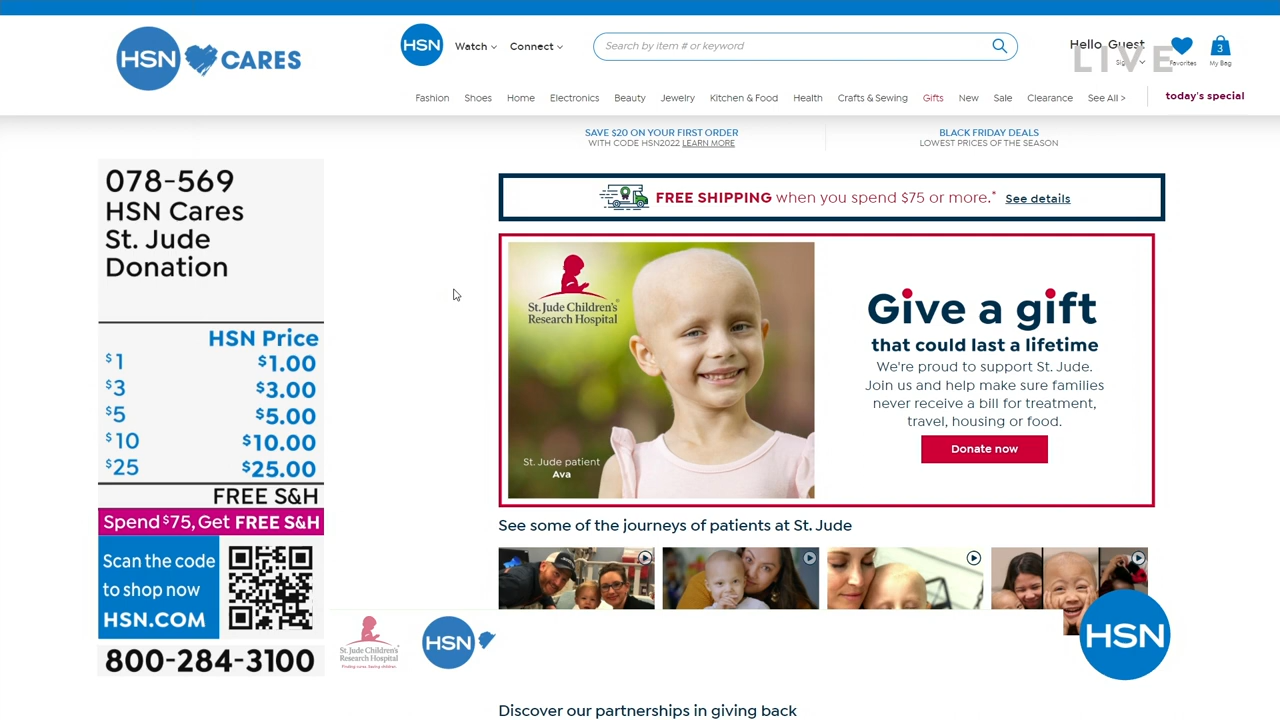 HSN CARES
HSN
Watch
Connect
Search by item # or keyword
Hello, Guest
LIVE
Favorites
3
My Bag
Fashion
Shoes
Home
Electronics
Beauty
Jewelry
Kitchen & Food
Health
Crafts & Sewing
Gifts
New
Sale
Clearance
See All >
today's special
SAVE $20 ON YOUR FIRST ORDER
WITH CODE HSN2022 LEARN MORE
BLACK FRIDAY DEALS
LOWEST PRICES OF THE SEASON
078-569
HSN Cares
St. Jude
Donation
HSN Price
$1 $1.00
$3 $3.00
$5 $5.00
$10 $10.00
$25 $25.00
FREE S&H
Spend $75, Get FREE S&H
Scan the code
to shop now
HSN.COM
800-284-3100
FREE SHIPPING when you spend $75 or more.* See details
St. Jude Children's
Research Hospital
St. Jude patient
Ava
Give a gift
that could last a lifetime
We're proud to support St. Jude.
Join us and help make sure families
never receive a bill for treatment,
travel, housing or food.
Donate now
See some of the journeys of patients at St. Jude
St. Jude Children's
Research Hospital
Finding cures. Saving children.
HSN
HSN
Discover our partnerships in giving back